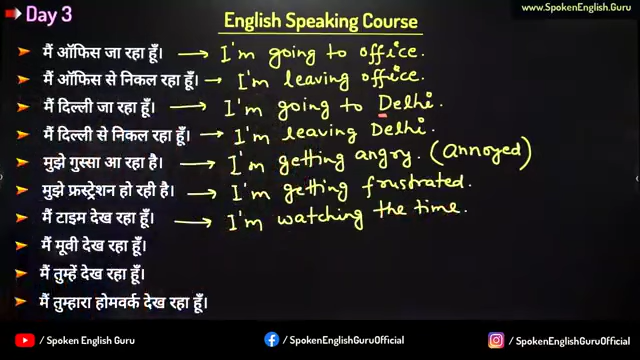 Day 3
English Speaking Course
www.SpokenEnglish.Guru
मैं ऑफिस जा रहा हूँ। → I'm going to office.
मैं ऑफिस से निकल रहा हूँ। → I'm leaving office.
मैं दिल्ली जा रहा हूँ। → I'm going to Delhi.
मैं दिल्ली से निकल रहा हूँ। → I'm leaving Delhi.
मुझे गुस्सा आ रहा है। → I'm getting angry. (annoyed)
मुझे फ्रस्ट्रेशन हो रही है। → I'm getting frustrated.
मैं टाइम देख रहा हूँ। → I'm watching the time.
मैं मूवी देख रहा हूँ।
मैं तुम्हें देख रहा हूँ।
मैं तुम्हारा होमवर्क देख रहा हूँ।
/ Spoken English Guru
/ SpokenEnglishGuruOfficial
/ SpokenEnglishGuruOfficial